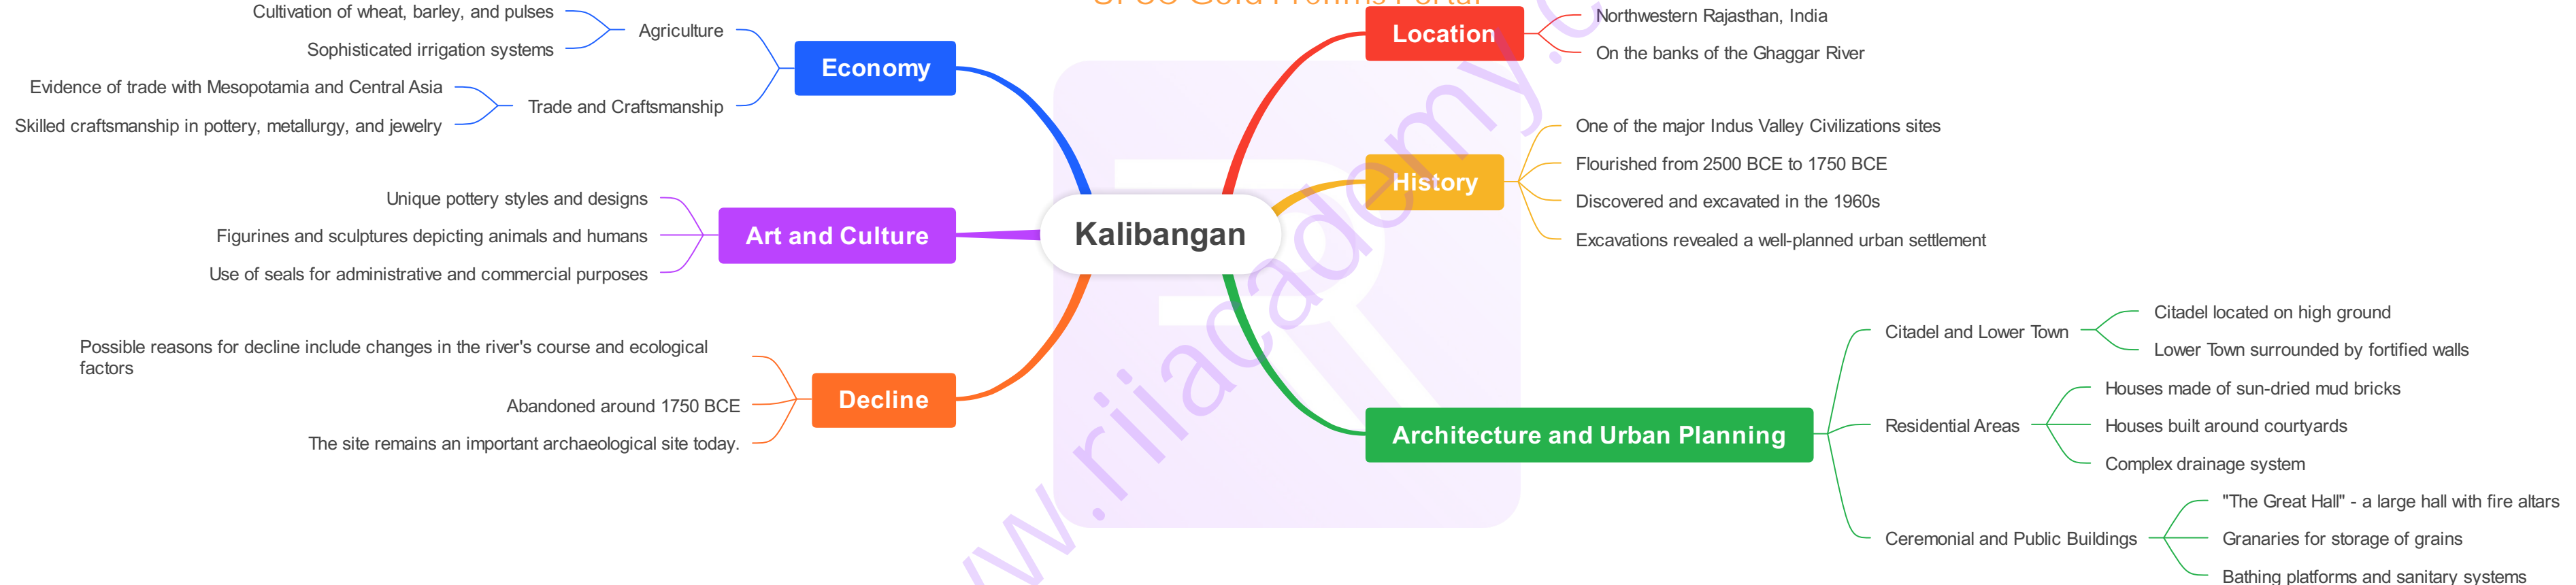 Kalibangan
Location
Northwestern Rajasthan, India
On the banks of the Ghaggar River
History
One of the major Indus Valley Civilizations sites
Flourished from 2500 BCE to 1750 BCE
Discovered and excavated in the 1960s
Excavations revealed a well-planned urban settlement
Architecture and Urban Planning
Citadel and Lower Town
Citadel located on high ground
Lower Town surrounded by fortified walls
Residential Areas
Houses made of sun-dried mud bricks
Houses built around courtyards
Complex drainage system
Ceremonial and Public Buildings
"The Great Hall" - a large hall with fire altars
Granaries for storage of grains
Bathing platforms and sanitary systems
Economy
Agriculture
Cultivation of wheat, barley, and pulses
Sophisticated irrigation systems
Trade and Craftsmanship
Evidence of trade with Mesopotamia and Central Asia
Skilled craftsmanship in pottery, metallurgy, and jewelry
Art and Culture
Unique pottery styles and designs
Figurines and sculptures depicting animals and humans
Use of seals for administrative and commercial purposes
Decline
Possible reasons for decline include changes in the river's course and ecological
factors
Abandoned around 1750 BCE
The site remains an important archaeological site today.